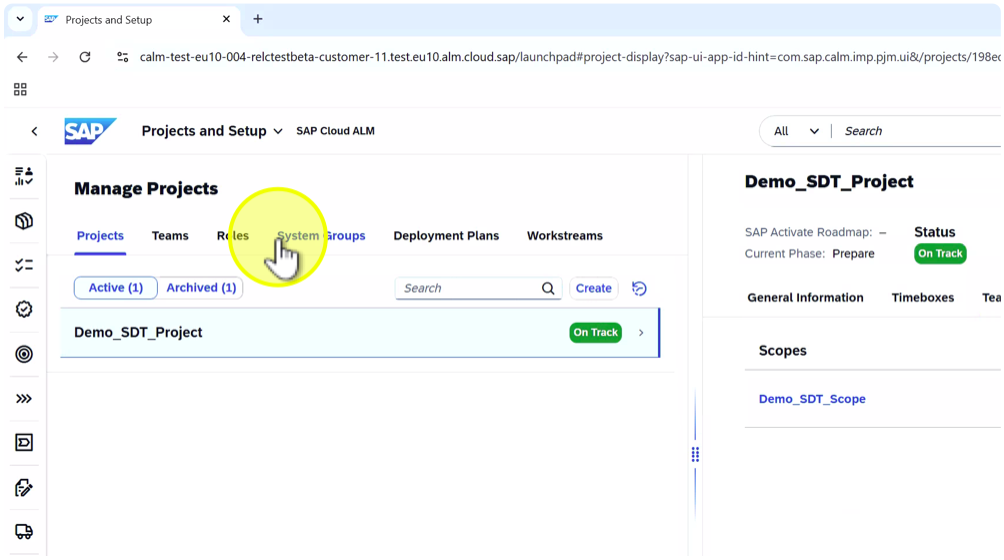 Projects and Setup
calm-test-eu10-004-relctestbeta-customer-11.test.eu10.alm.cloud.sap/launchpad#project-display?sap-ui-app-id-hint=com.sap.calm.imp.pjm.ui&/projects/198ec
SAP Projects and Setup SAP Cloud ALM All Search
Manage Projects
Projects Teams Roles System Groups Deployment Plans Workstreams
Active (1) Archived (1) Search Create
Demo_SDT_Project On Track
Demo_SDT_Project
SAP Activate Roadmap: – Status
Current Phase: Prepare On Track
General Information Timeboxes Tea
Scopes
Demo_SDT_Scope